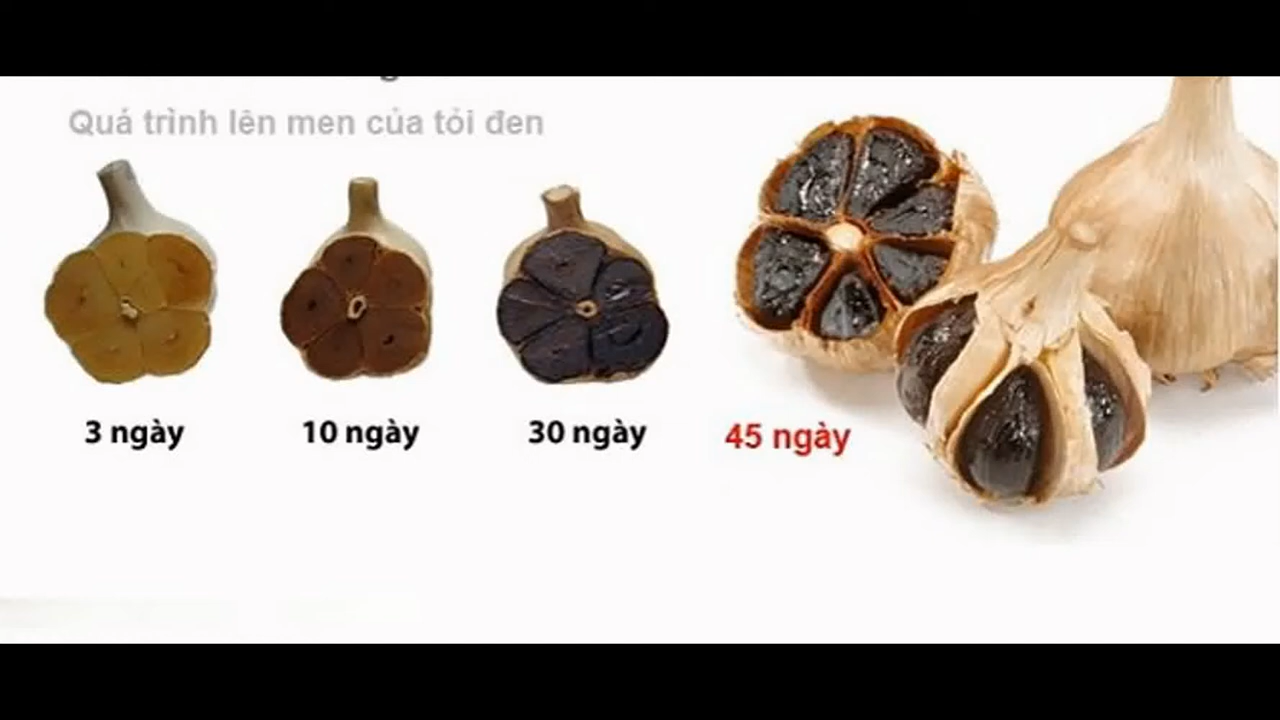 Quá trình lên men của tỏi đen
3 ngày
10 ngày
30 ngày
45 ngày